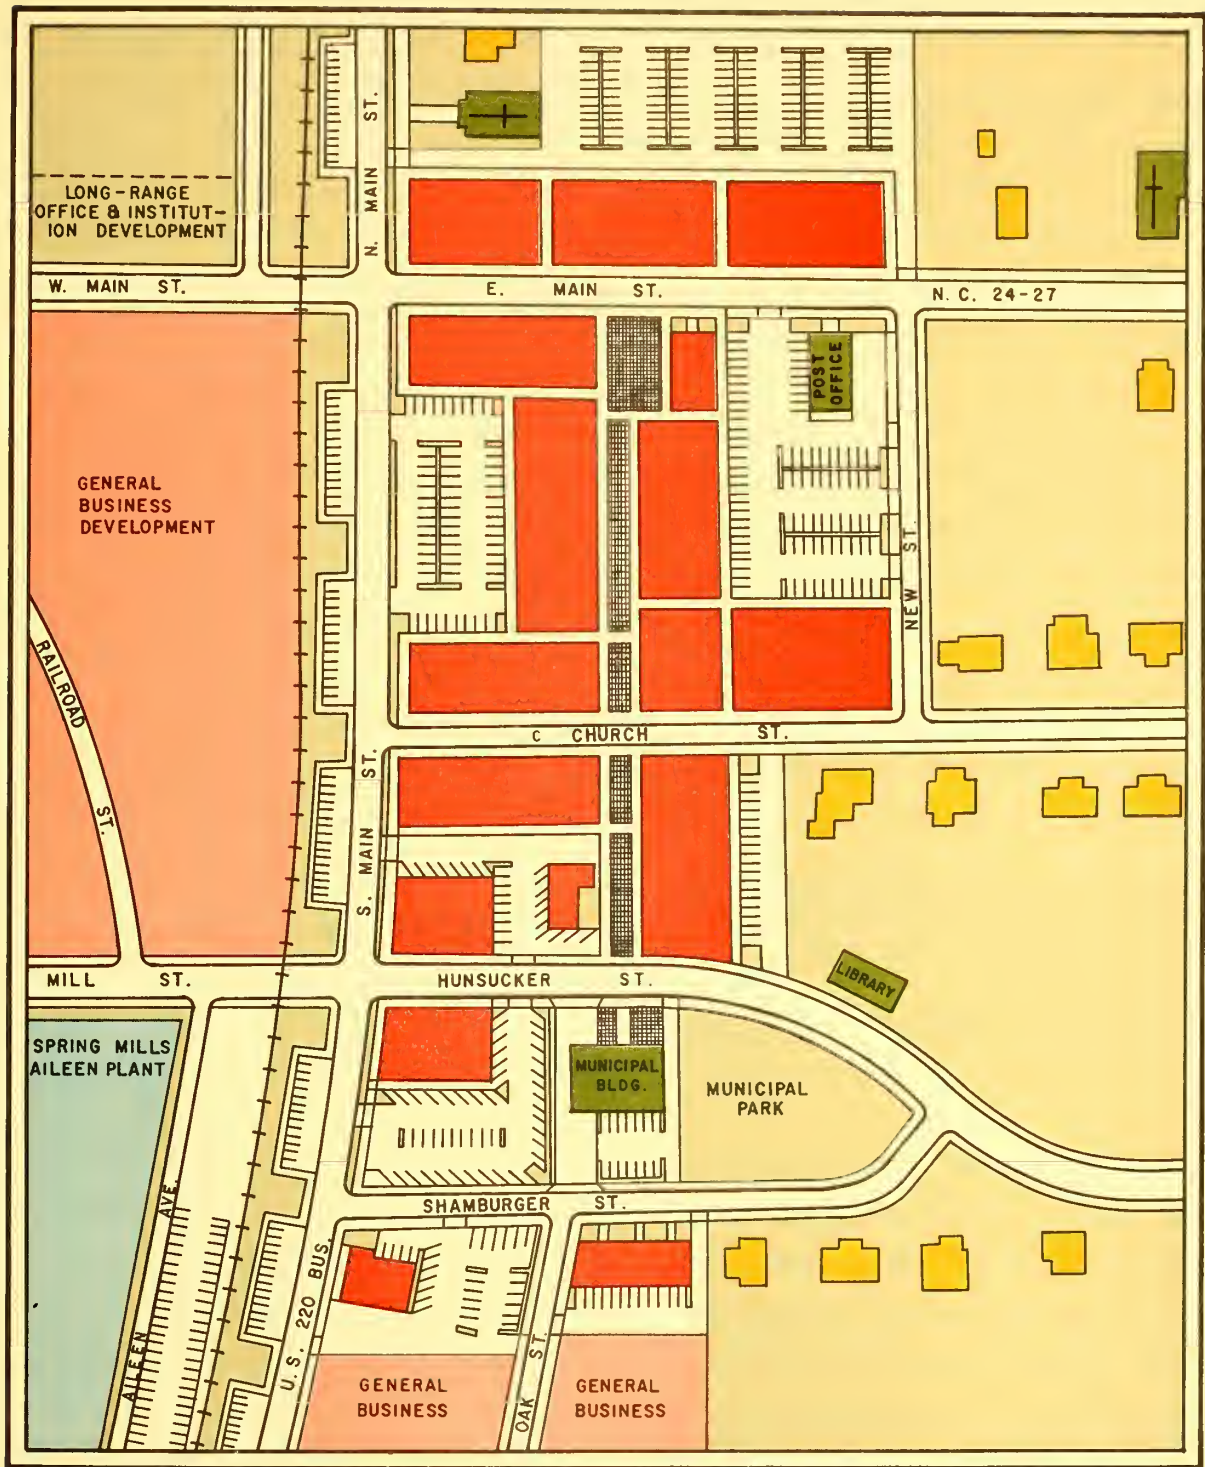 N. MAIN ST.
LONG-RANGE
OFFICE & INSTITUT-
ION DEVELOPMENT
W. MAIN ST.
E. MAIN ST.
N. C. 24-27
POST
OFFICE
GENERAL
BUSINESS
DEVELOPMENT
NEW ST.
RAILROAD ST.
C CHURCH ST.
S. MAIN ST.
LIBRARY
MILL ST.
HUNSUCKER ST.
SPRING MILLS
AILEEN PLANT
MUNICIPAL
BLDG.
MUNICIPAL
PARK
SHAMBURGER ST.
AILEEN AVE.
U.S. 220 BUS.
OAK ST.
GENERAL
BUSINESS
GENERAL
BUSINESS